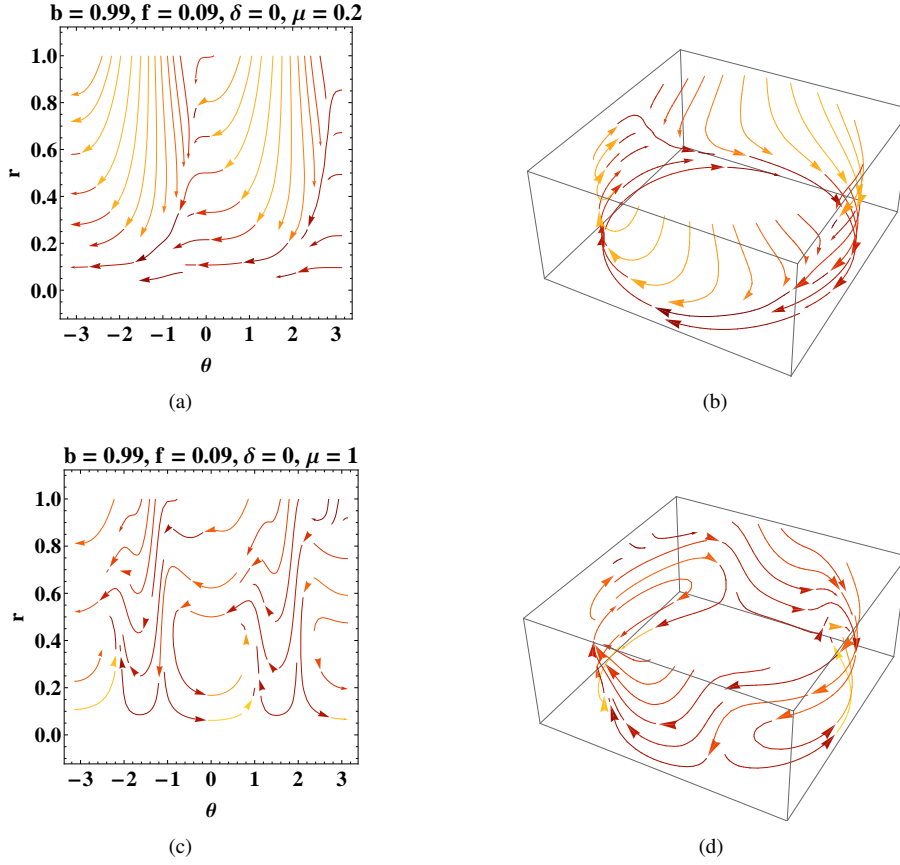 b = 0.99, f = 0.09, δ = 0, μ = 0.2
1.0
0.8
0.6
r
0.4
0.2
0.0
−3 −2 −1 0 1 2 3
θ
(a)
(b)
b = 0.99, f = 0.09, δ = 0, μ = 1
1.0
0.8
0.6
r
0.4
0.2
0.0
−3 −2 −1 0 1 2 3
θ
(c)
(d)